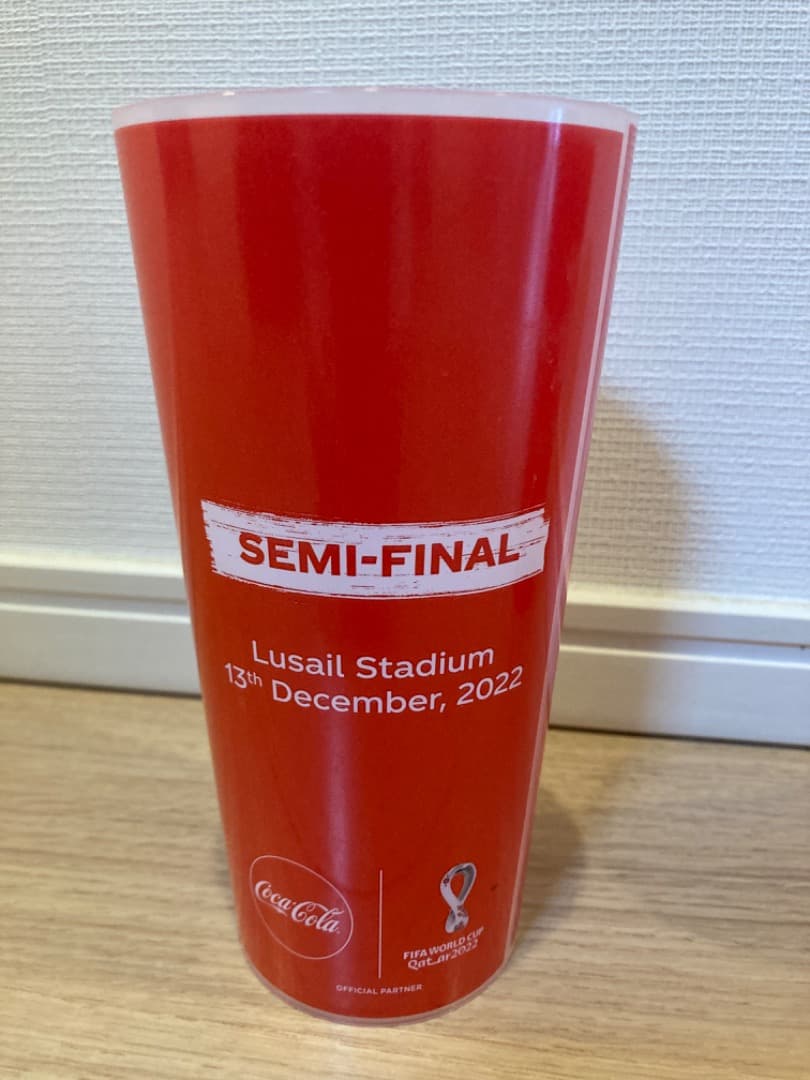 SEMI-FINAL
Lusail Stadium
13th December, 2022
Coca-Cola
FIFA WORLD CUP
Qatar2022
OFFICIAL PARTNER